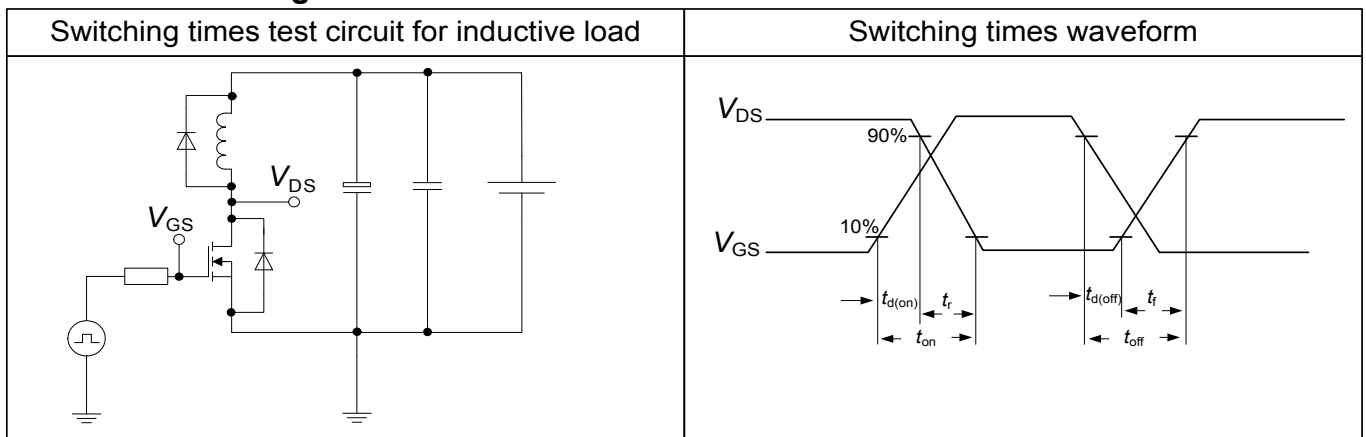 Switching times test circuit for inductive load
Switching times waveform
VDS
VGS
VDS
90%
10%
VGS
td(on)
tr
td(off)
tf
ton
toff